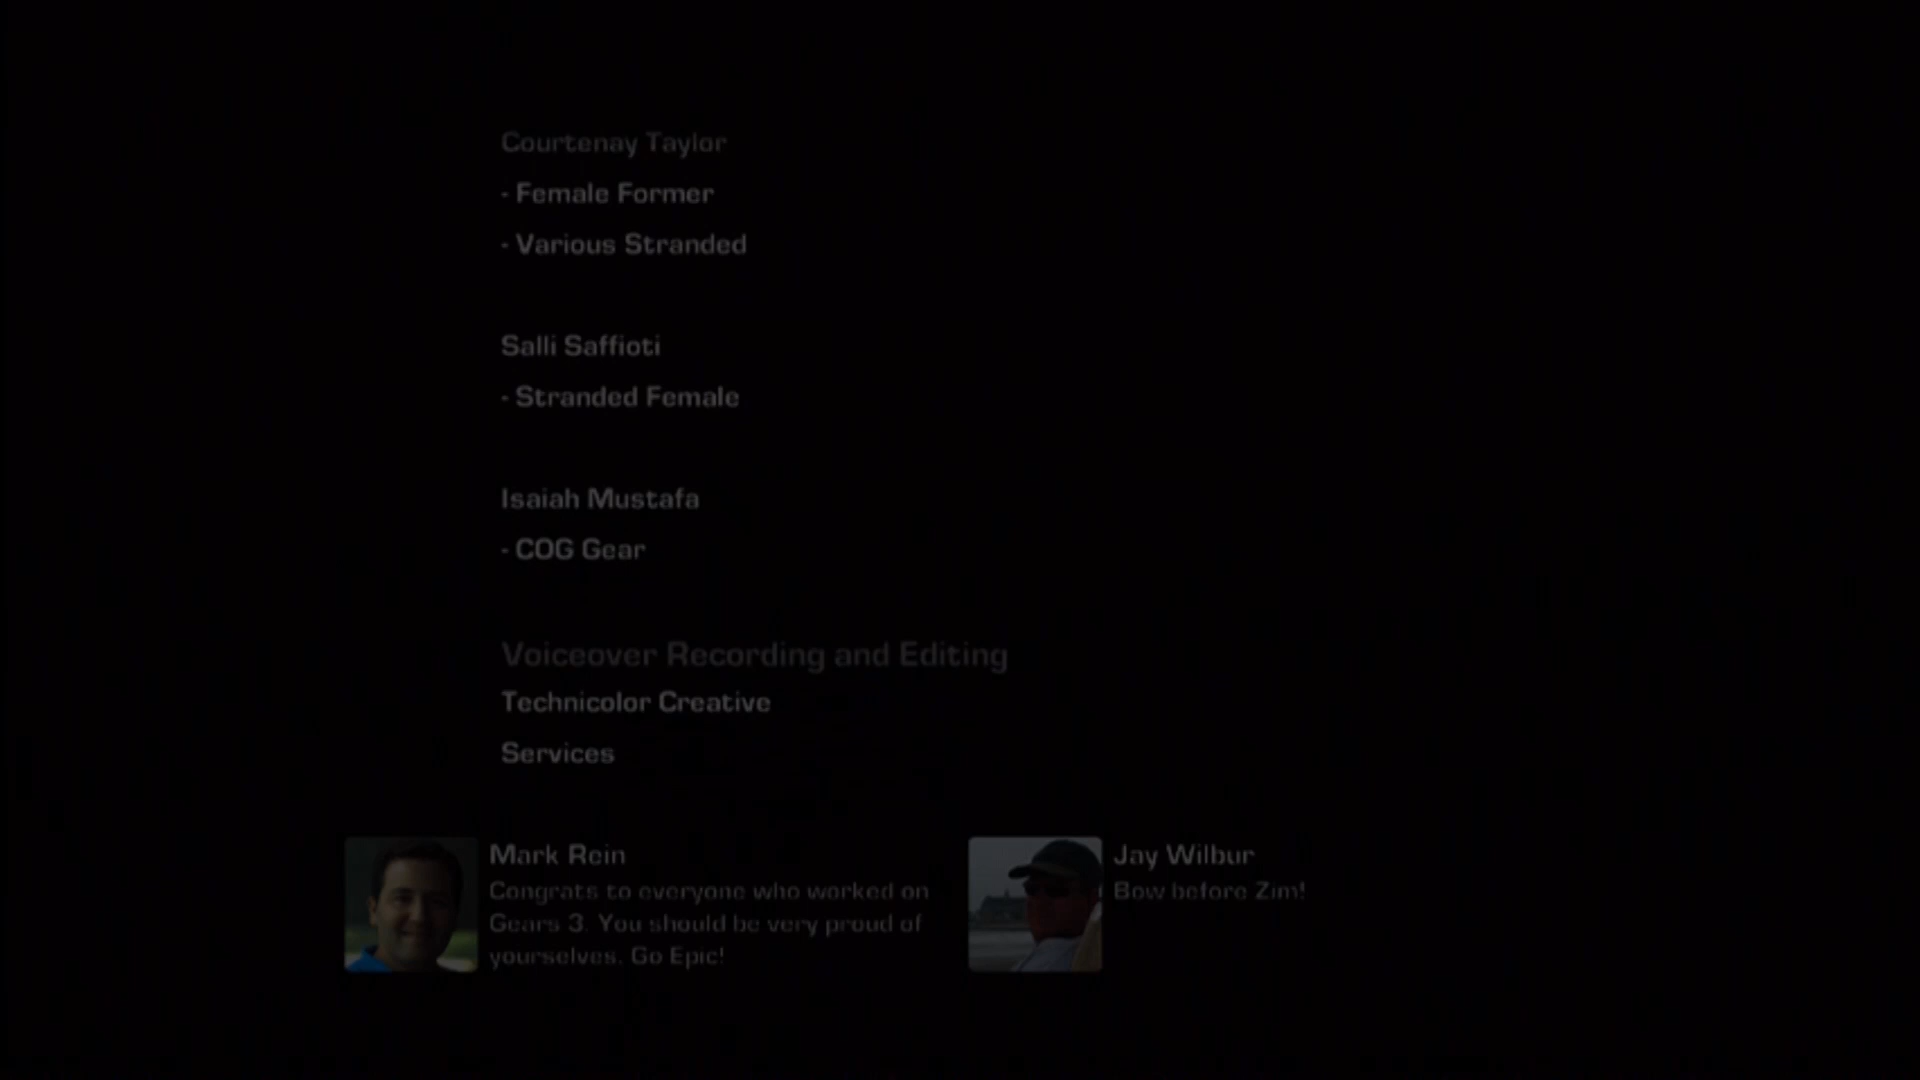 Courtenay Taylor
- Female Former
- Various Stranded
Salli Saffioti
- Stranded Female
Isaiah Mustafa
- COG Gear
Voiceover Recording and Editing
Technicolor Creative
Services
Mark Rein
Congrats to everyone who worked on
Gears 3. You should be very proud of
yourselves. Go Epic!
Jay Wilbur
Bow before Zim!